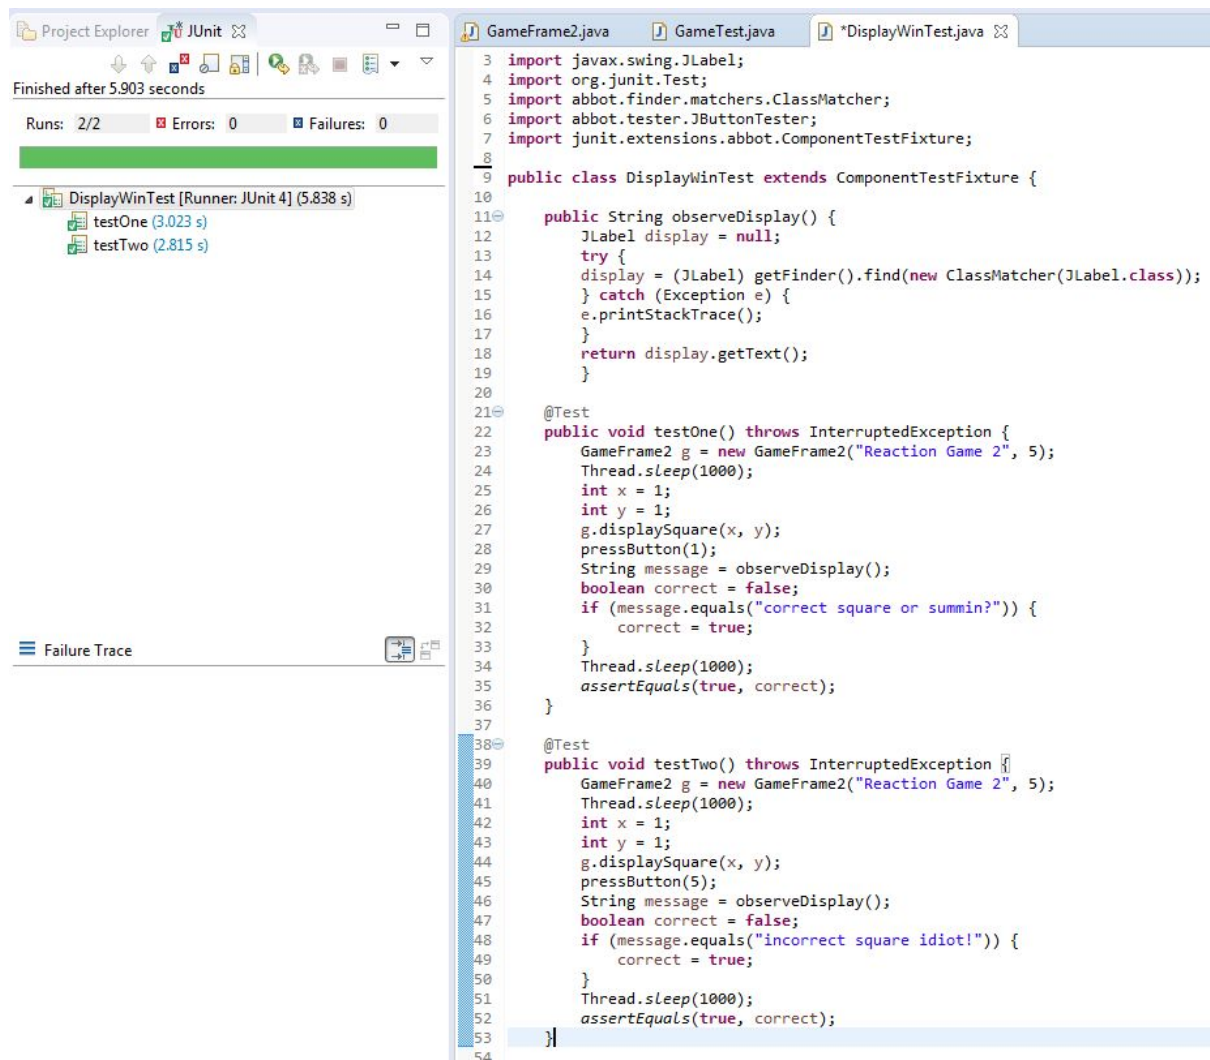 Project Explorer JUnit
Finished after 5.903 seconds
Runs: 2/2 Errors: 0 Failures: 0
DisplayWinTest [Runner: JUnit 4] (5.838 s)
testOne (3.023 s)
testTwo (2.815 s)
Failure Trace
GameFrame2.java GameTest.java *DisplayWinTest.java
3 import javax.swing.JLabel;
4 import org.junit.Test;
5 import abbot.finder.matchers.ClassMatcher;
6 import abbot.tester.JButtonTester;
7 import junit.extensions.abbot.ComponentTestFixture;
8
9 public class DisplayWinTest extends ComponentTestFixture {
10
11 public String observeDisplay() {
12 JLabel display = null;
13 try {
14 display = (JLabel) getFinder().find(new ClassMatcher(JLabel.class));
15 } catch (Exception e) {
16 e.printStackTrace();
17 }
18 return display.getText();
19 }
20
21 @Test
22 public void testOne() throws InterruptedException {
23 GameFrame2 g = new GameFrame2("Reaction Game 2", 5);
24 Thread.sleep(1000);
25 int x = 1;
26 int y = 1;
27 g.displaySquare(x, y);
28 pressButton(1);
29 String message = observeDisplay();
30 boolean correct = false;
31 if (message.equals("correct square or summin?")) {
32 correct = true;
33 }
34 Thread.sleep(1000);
35 assertEquals(true, correct);
36 }
37
38 @Test
39 public void testTwo() throws InterruptedException {
40 GameFrame2 g = new GameFrame2("Reaction Game 2", 5);
41 Thread.sleep(1000);
42 int x = 1;
43 int y = 1;
44 g.displaySquare(x, y);
45 pressButton(5);
46 String message = observeDisplay();
47 boolean correct = false;
48 if (message.equals("incorrect square idiot!")) {
49 correct = true;
50 }
51 Thread.sleep(1000);
52 assertEquals(true, correct);
53 }
54